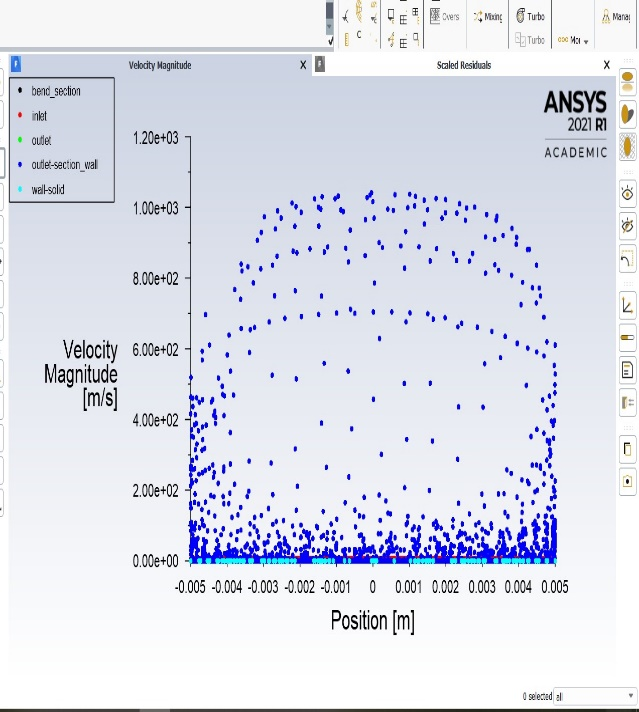 Overs
Mixing
Turbo
Turbo
Velocity Magnitude
Scaled Residuals
bend_section
inlet
outlet
outlet-section_wall
wall-solid
ANSYS
2021 R1
ACADEMIC
1.20e+03
1.00e+03
8.00e+02
6.00e+02
4.00e+02
2.00e+02
0.00e+00
Velocity
Magnitude
[m/s]
-0.005 -0.004 -0.003 -0.002 -0.001 0 0.001 0.002 0.003 0.004 0.005
Position [m]
0 selected all